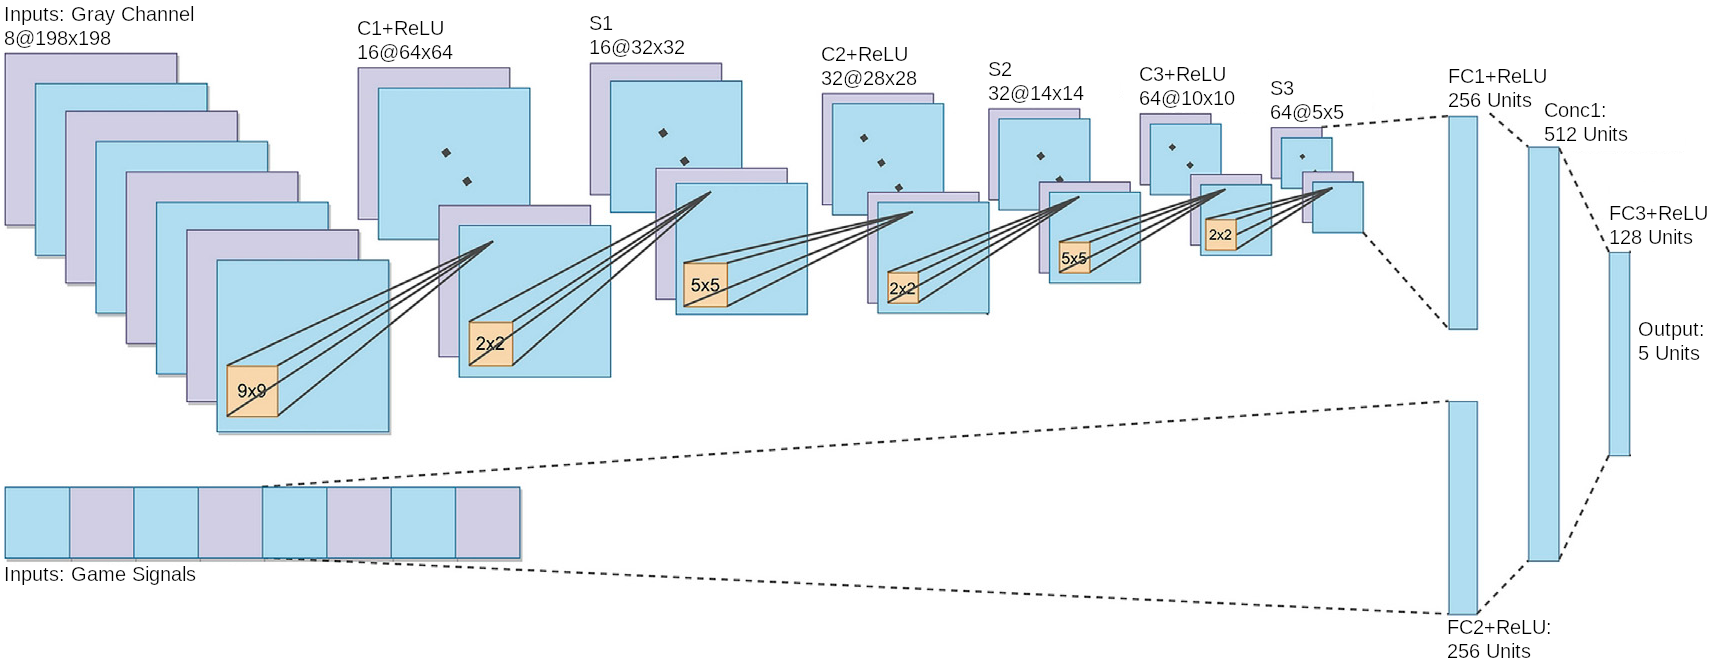 Inputs: Gray Channel
8@198x198
C1+ReLU
16@64x64
S1
16@32x32
C2+ReLU
32@28x28
S2
32@14x14
C3+ReLU
64@10x10
S3
64@5x5
FC1+ReLU
256 Units
Conc1:
512 Units
FC3+ReLU
128 Units
Output:
5 Units
9x9
2x2
5x5
2x2
5x5
2x2
Inputs: Game Signals
FC2+ReLU:
256 Units